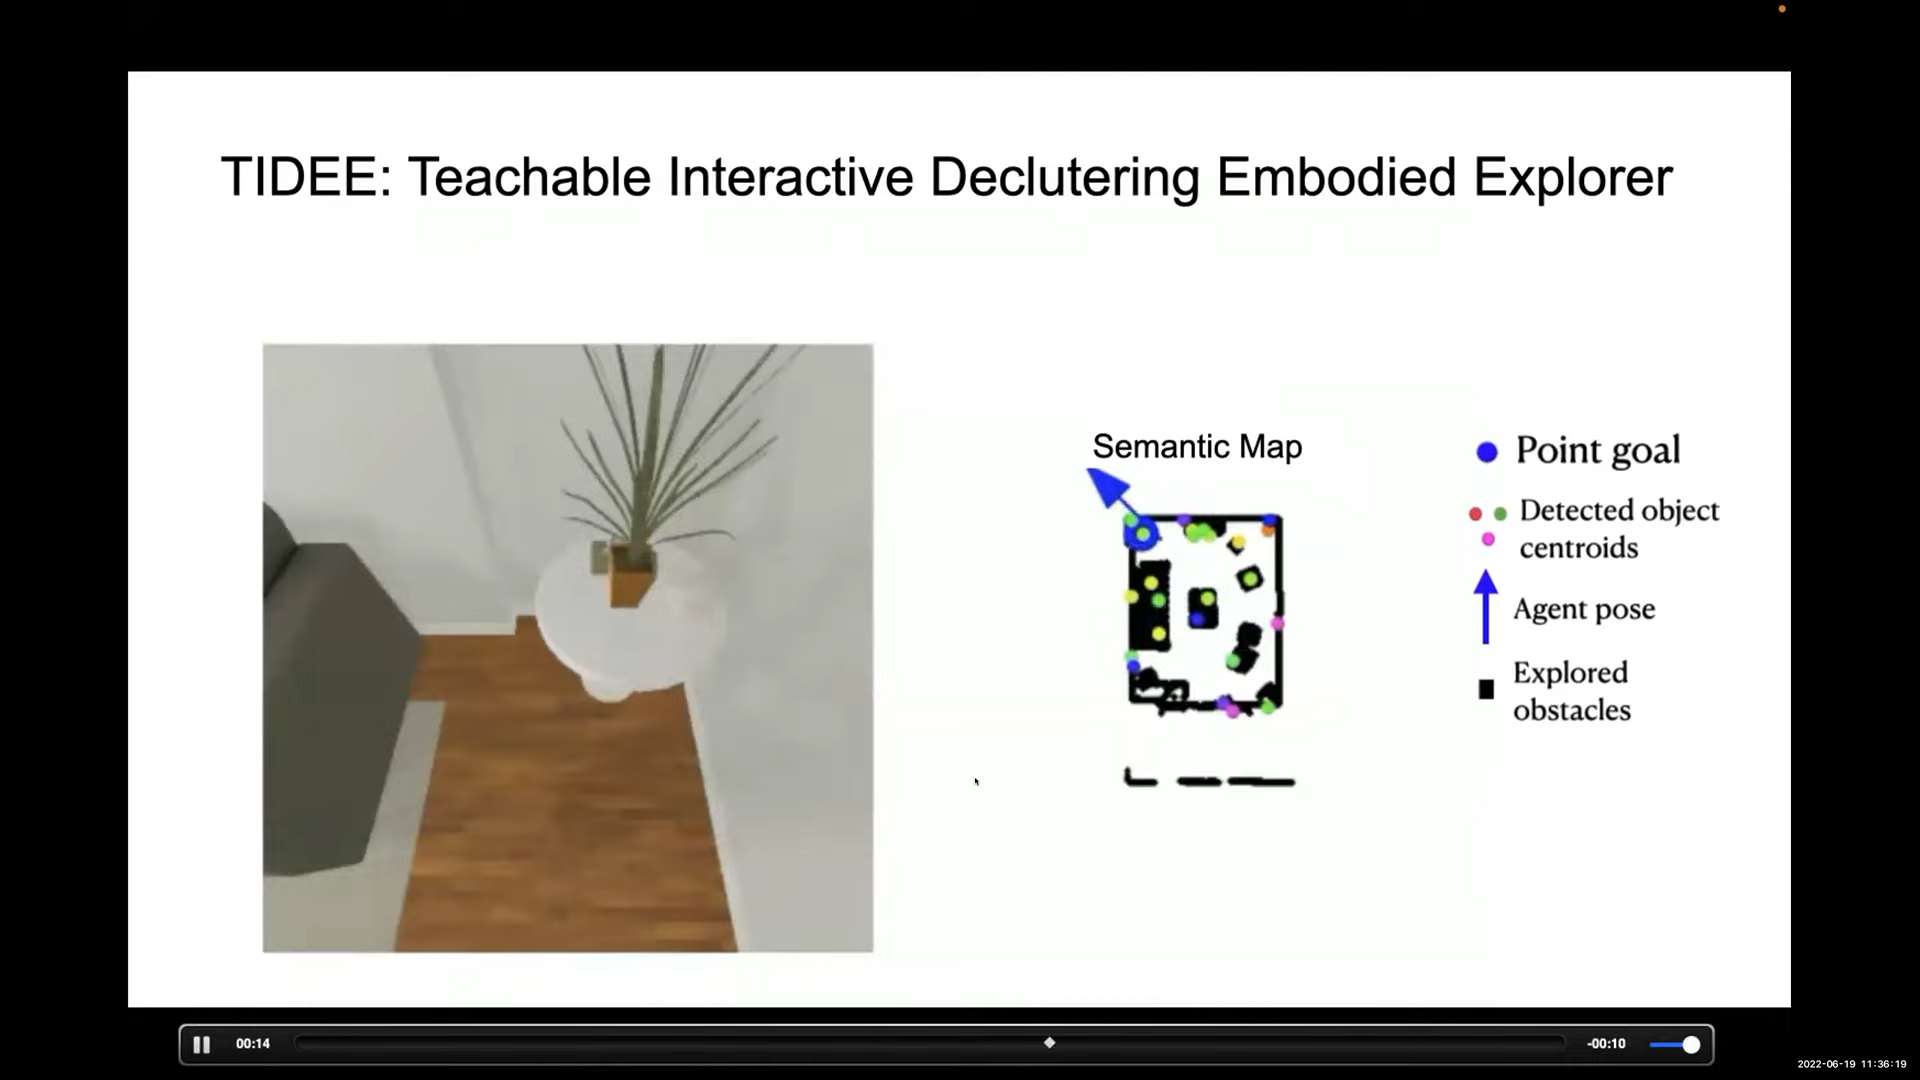 TIDEE: Teachable Interactive Declutering Embodied Explorer
Semantic Map
Point goal
Detected object
centroids
Agent pose
Explored
obstacles
00:14
-00:10
2022-06-19 11:36:19